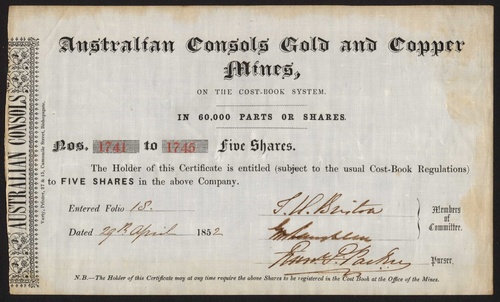 Australian Consols Gold and Copper
Mines,
ON THE COST-BOOK SYSTEM.
IN 60,000 PARTS OR SHARES.
Nos. 1741 to 1745 Five Shares.
The Holder of this Certificate is entitled (subject to the usual Cost-Book Regulations)
to FIVE SHARES in the above Company.
Entered Folio 18.
Dated 29th April 1852
Members
of
Committee.
Purser.
N.B.—The Holder of this Certificate may at any time require the above Shares to be registered in the Cost Book at the Office of the Mines.
AUSTRALIAN CONSOLS